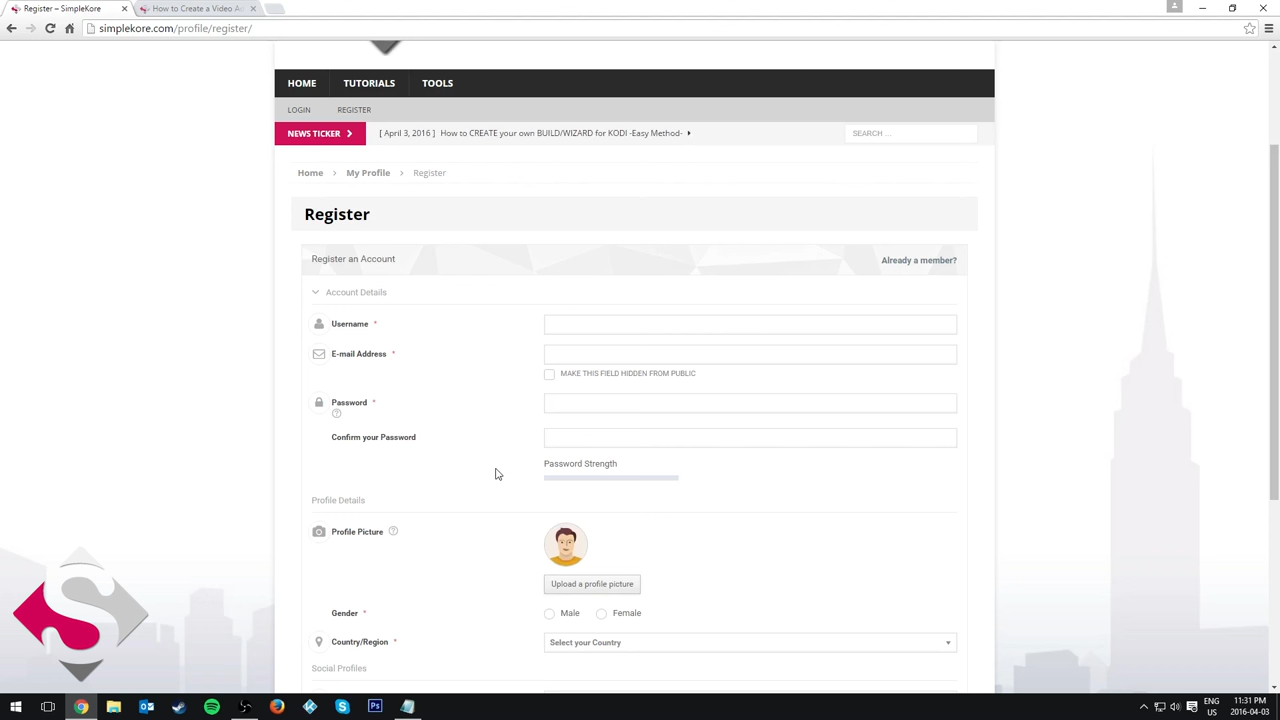 Register – SimpleKore
How to Create a Video Ad
simplekore.com/profile/register/
HOME TUTORIALS TOOLS
LOGIN REGISTER
NEWS TICKER [ April 3, 2016 ] How to CREATE your own BUILD/WIZARD for KODI -Easy Method- SEARCH ...
Home My Profile Register
Register
Register an Account Already a member?
Account Details
Username *
E-mail Address *
MAKE THIS FIELD HIDDEN FROM PUBLIC
Password *
Confirm your Password
Password Strength
Profile Details
Profile Picture
Upload a profile picture
Gender * Male Female
Country/Region * Select your Country
Social Profiles
ENG 11:31 PM
US 2016-04-03